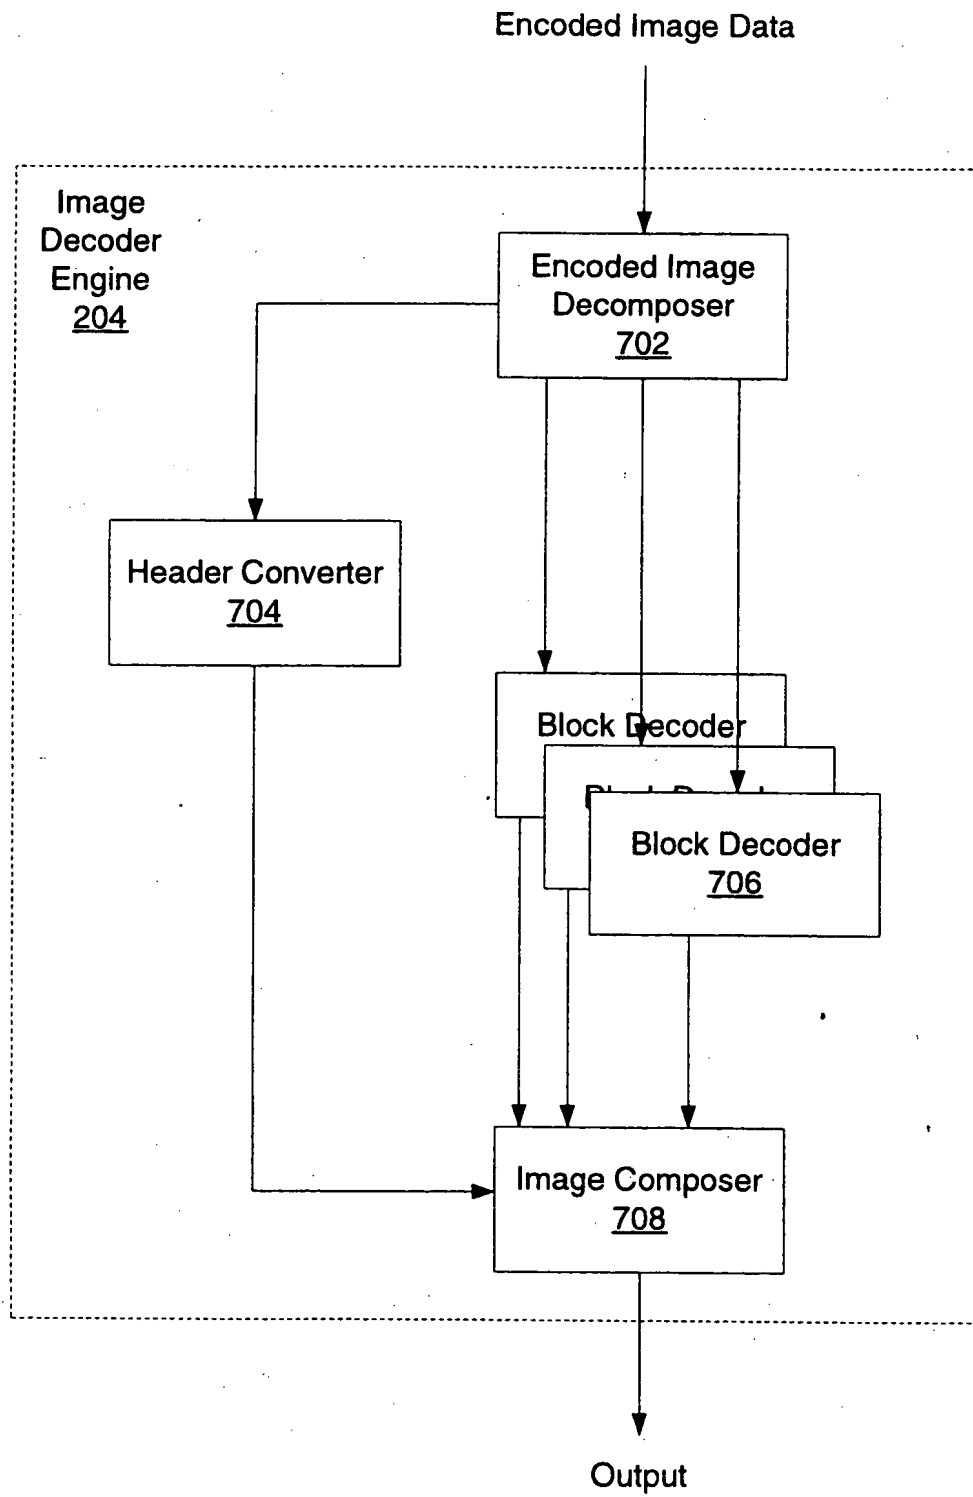 Encoded Image Data
Image
Decoder
Engine
204
Encoded Image
Decomposer
702
Header Converter
704
Block Decoder
Block Decoder
706
Image Composer
708
Output